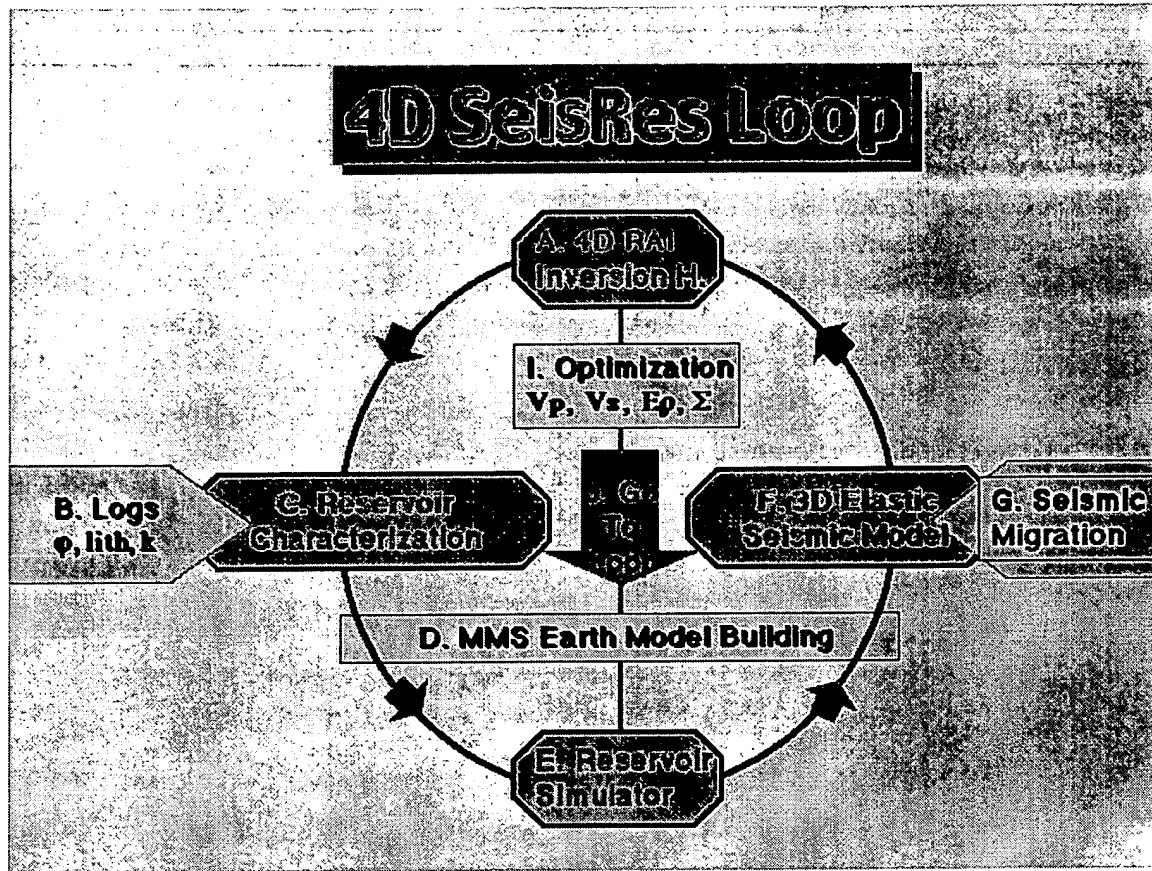 4D SeisRes Loop
A. 4D RAI
Inversion H.
I. Optimization
Vp, Vs, Eρ, Σ
B. Logs
φ, lith, k
C. Reservoir
Characterization
G
To
F. 3D Elastic
Seismic Model
G. Seismic
Migration
D. MMS Earth Model Building
E. Reservoir
Simulator